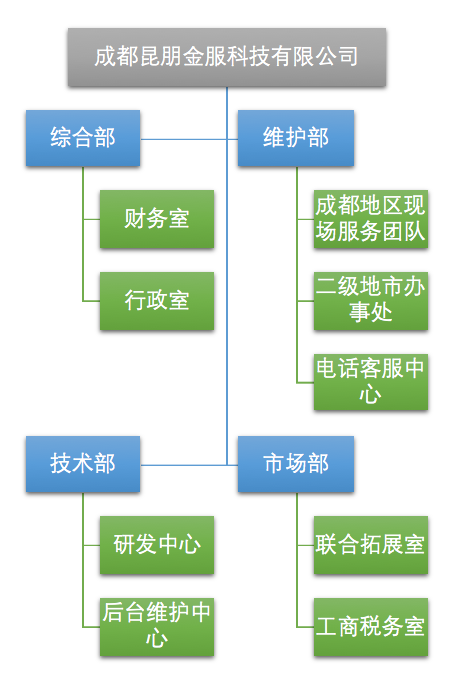 成都昆朋金服科技有限公司
综合部
财务室
行政室
维护部
成都地区现
场服务团队
二级地市办
事处
电话客服中
心
技术部
研发中心
后台维护中
心
市场部
联合拓展室
工商税务室